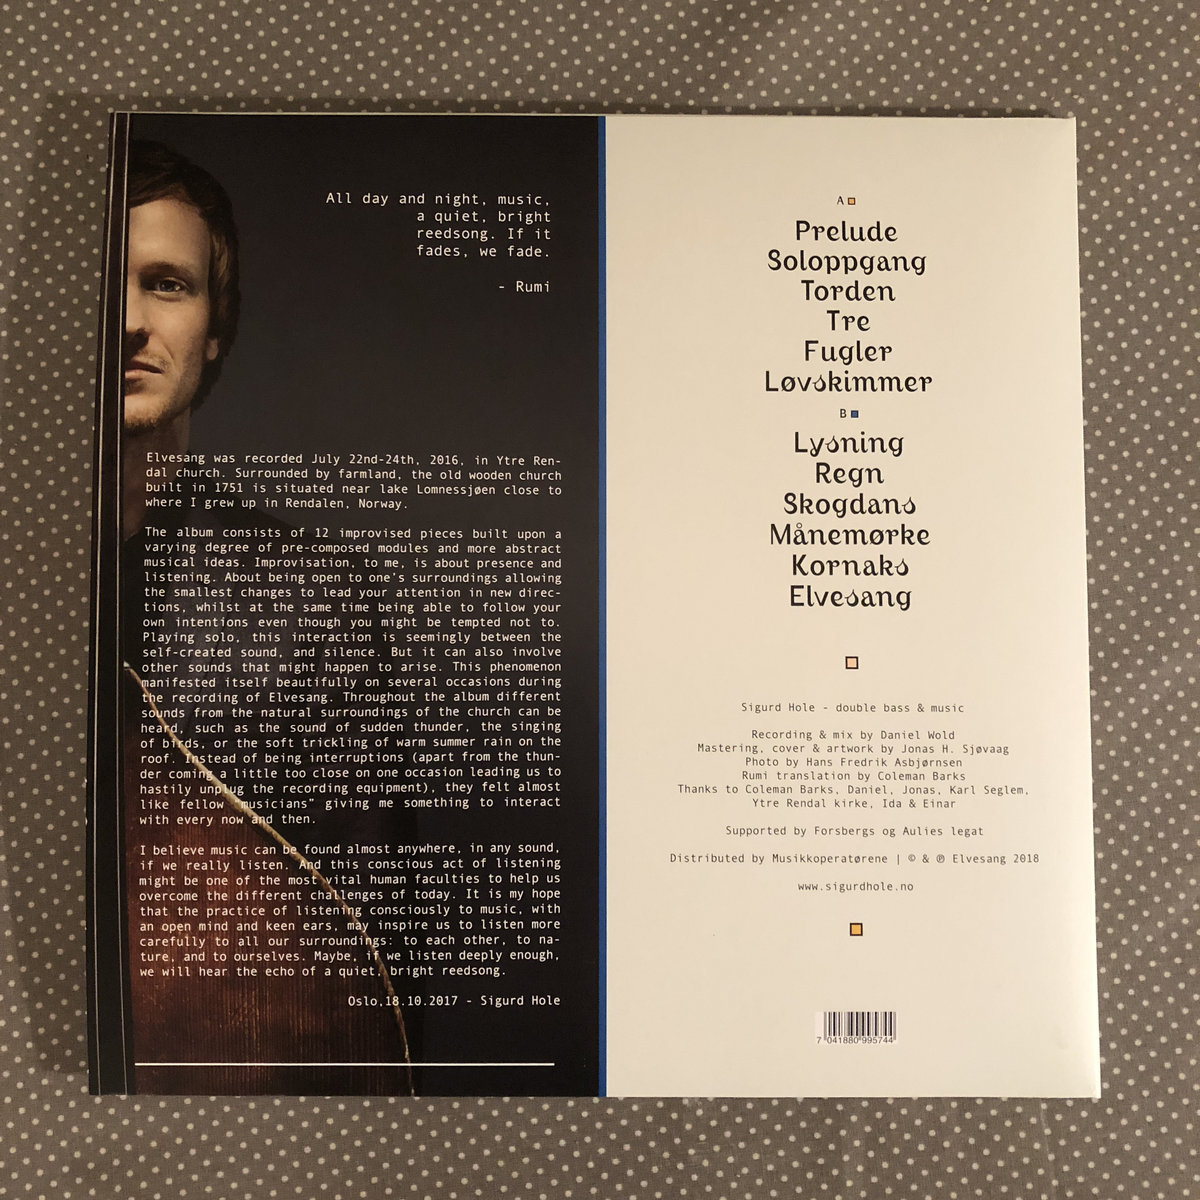 All day and night, music,
a quiet, bright
reedsong. If it
fades, we fade.
- Rumi
Elvesang was recorded July 22nd-24th, 2016, in Ytre Ren-
dal church. Surrounded by farmland, the old wooden church
built in 1751 is situated near lake Lomnessjøen close to
where I grew up in Rendalen, Norway.
The album consists of 12 improvised pieces built upon a
varying degree of pre-composed modules and more abstract
musical ideas. Improvisation, to me, is about presence and
listening. About being open to one's surroundings allowing
the smallest changes to lead your attention in new direc-
tions, whilst at the same time being able to follow your
own intentions even though you might be tempted not to.
Playing solo, this interaction is seemingly between the
self-created sound, and silence. But it can also involve
other sounds that might happen to arise. This phenomenon
manifested itself beautifully on several occasions during
the recording of Elvesang. Throughout the album different
sounds from the natural surroundings of the church can be
heard, such as the sound of sudden thunder, the singing
of birds, or the soft trickling of warm summer rain on the
roof. Instead of being interruptions (apart from the thun-
der coming a little too close on one occasion leading us to
hastily unplug the recording equipment), they felt almost
like fellow "musicians" giving me something to interact
with every now and then.
I believe music can be found almost anywhere, in any sound,
if we really listen. And this conscious act of listening
might be one of the most vital human faculties to help us
overcome the different challenges of today. It is my hope
that the practice of listening consciously to music, with
an open mind and keen ears, may inspire us to listen more
carefully to all our surroundings: to each other, to na-
ture, and to ourselves. Maybe, if we listen deeply enough,
we will hear the echo of a quiet, bright reedsong.
Oslo,18.10.2017 - Sigurd Hole
A
Prelude
Soloppgang
Torden
Tre
Fugler
Løvskimmer
B
Lysning
Regn
Skogdans
Månemørke
Kornaks
Elvesang
Sigurd Hole - double bass & music
Recording & mix by Daniel Wold
Mastering, cover & artwork by Jonas H. Sjøvaag
Photo by Hans Fredrik Asbjørnsen
Rumi translation by Coleman Barks
Thanks to Coleman Barks, Daniel, Jonas, Karl Seglem,
Ytre Rendal kirke, Ida & Einar
Supported by Forsbergs og Aulies legat
Distributed by Musikkoperatørene | © & ℗ Elvesang 2018
www.sigurdhole.no
7 041880 995744